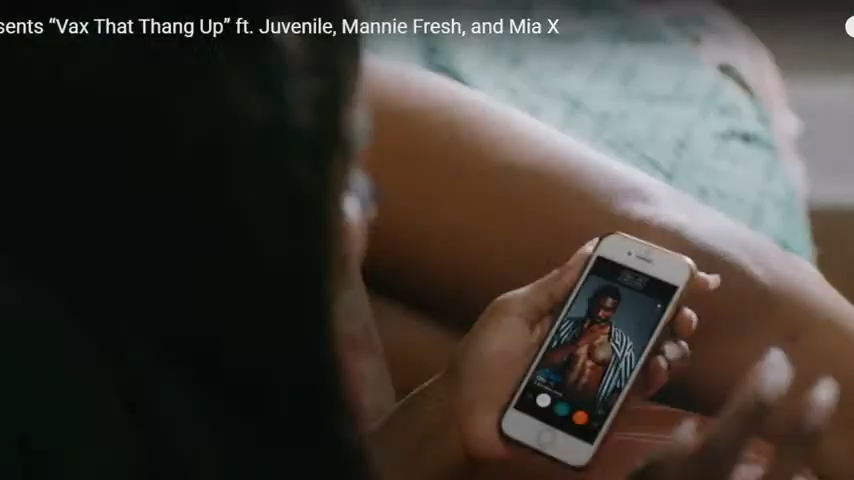 sents “Vax That Thang Up” ft. Juvenile, Mannie Fresh, and Mia X